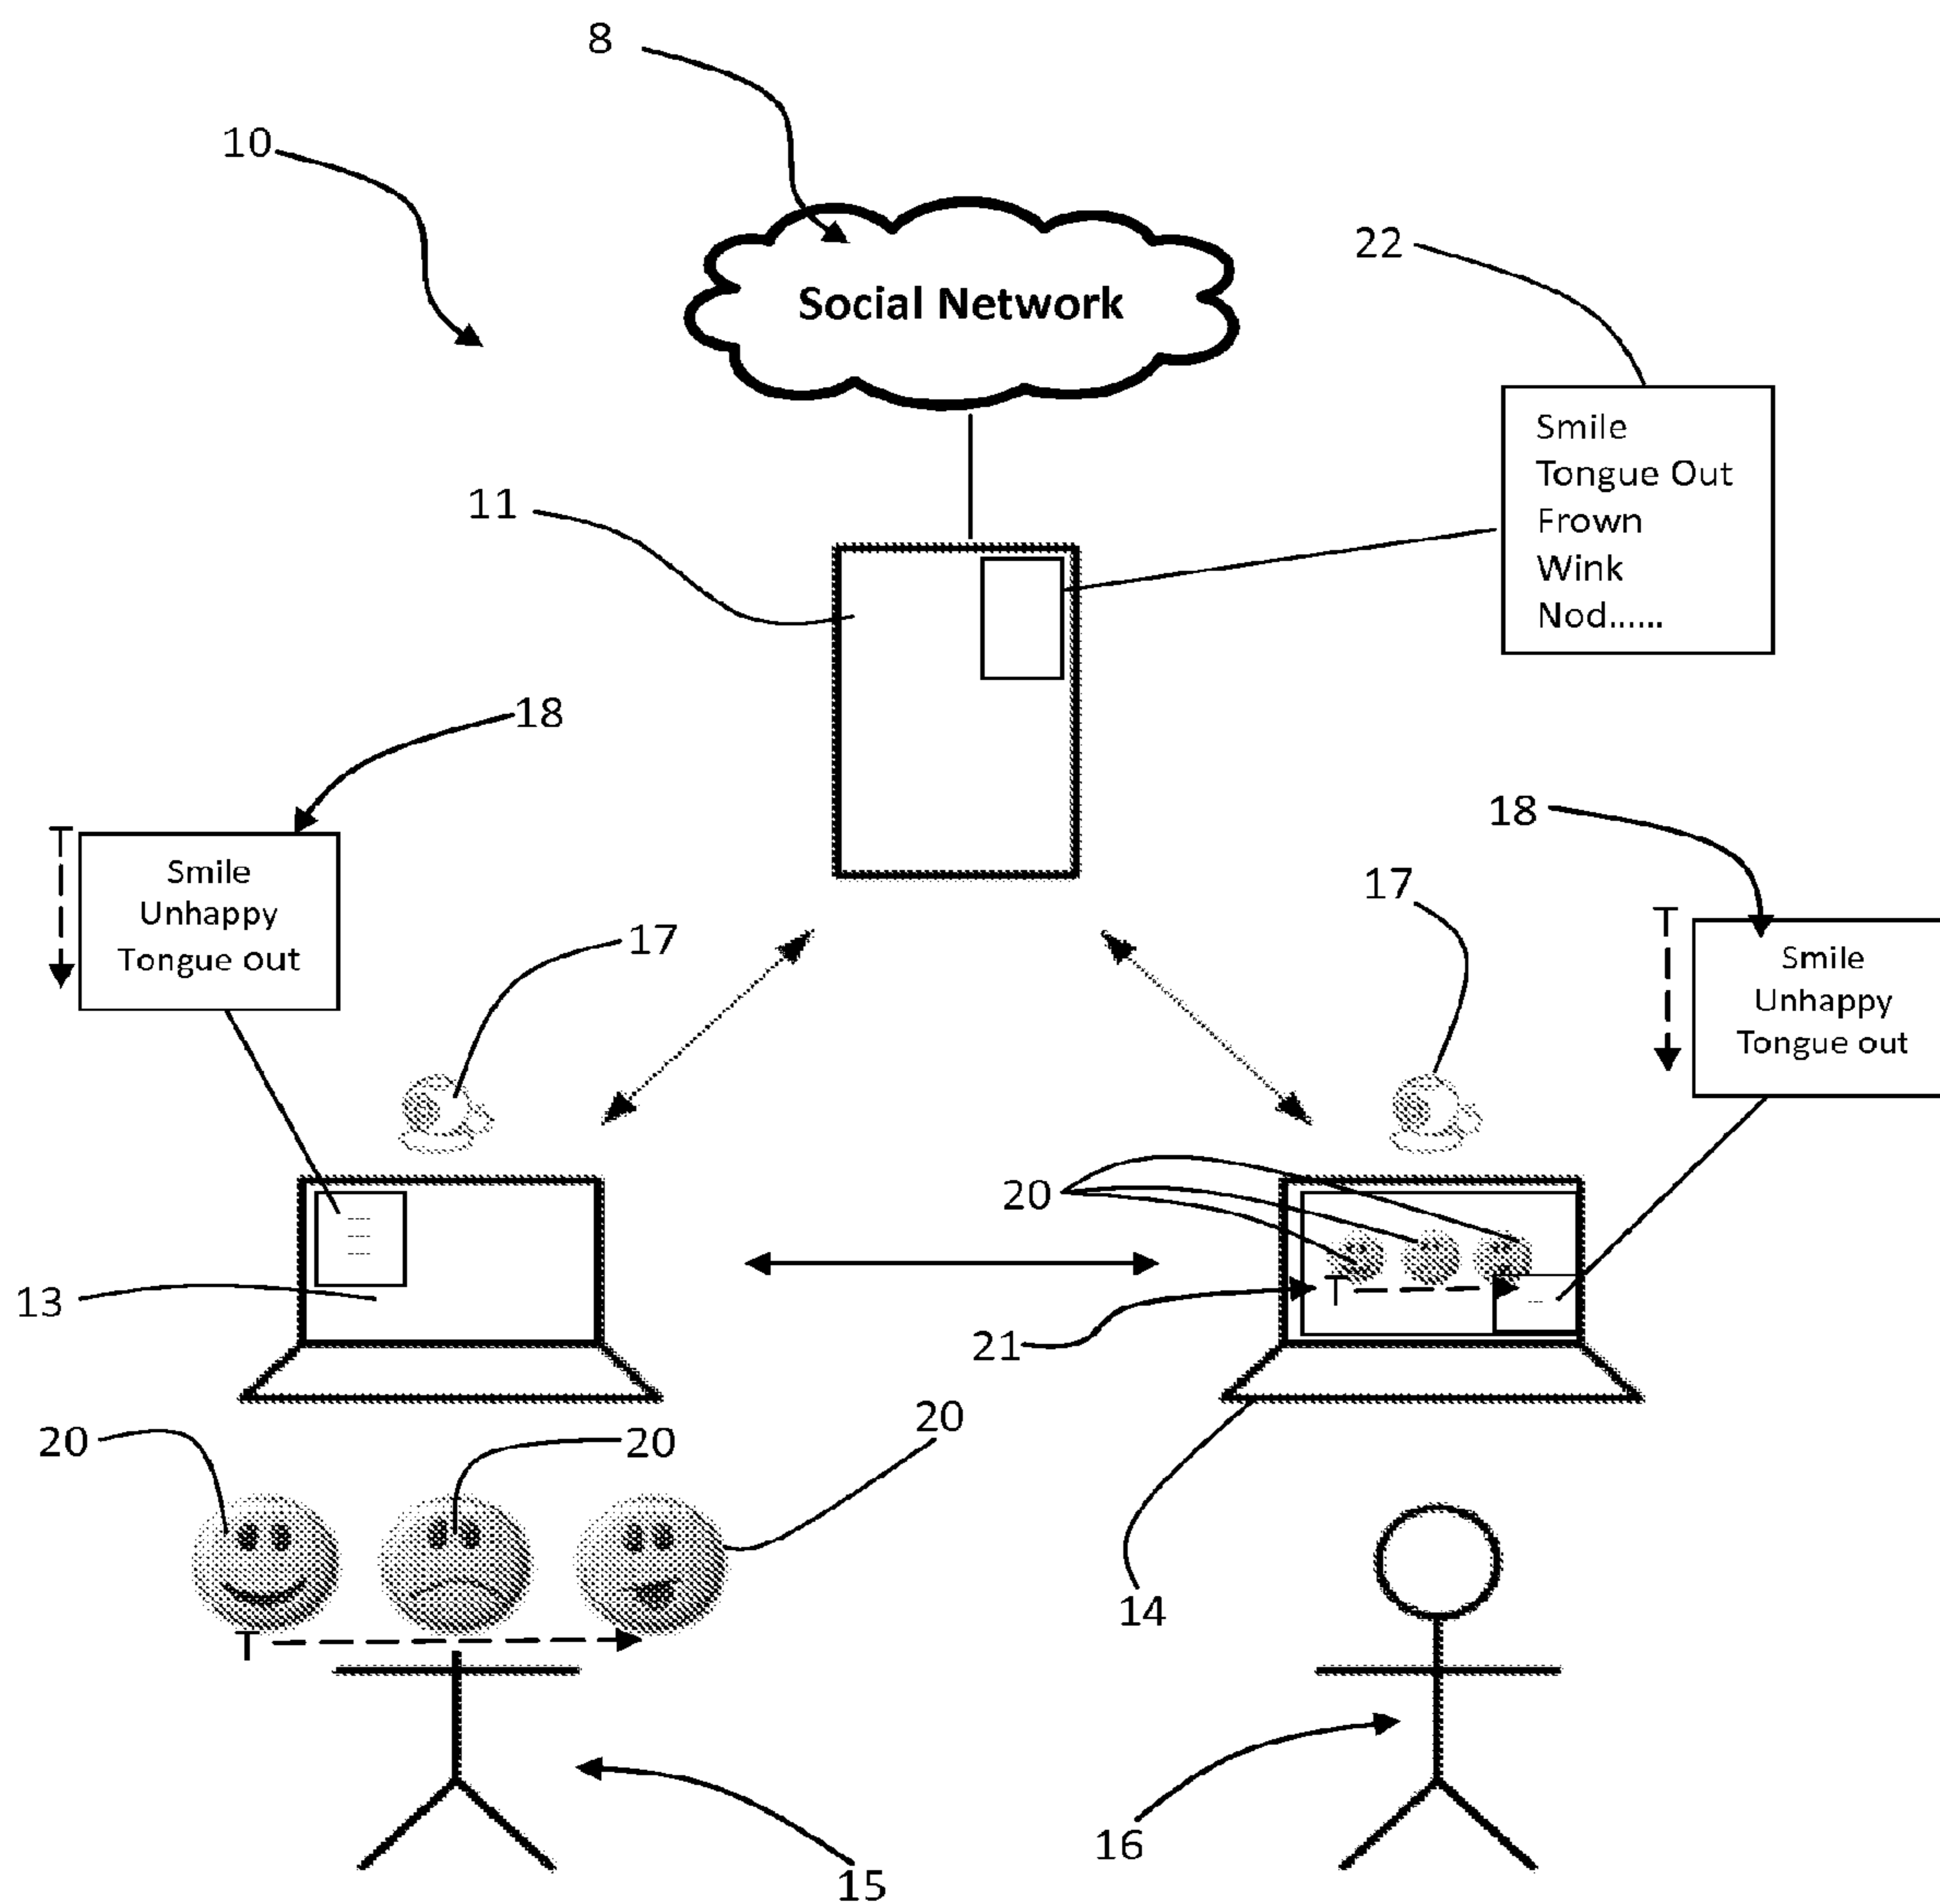 8
10
Social Network
22
Smile
Tongue Out
Frown
Wink
Nod......
11
18
T
Smile
Unhappy
Tongue out
17
17
18
T
Smile
Unhappy
Tongue out
20
13
21
T
20
20
20
T
14
16
15